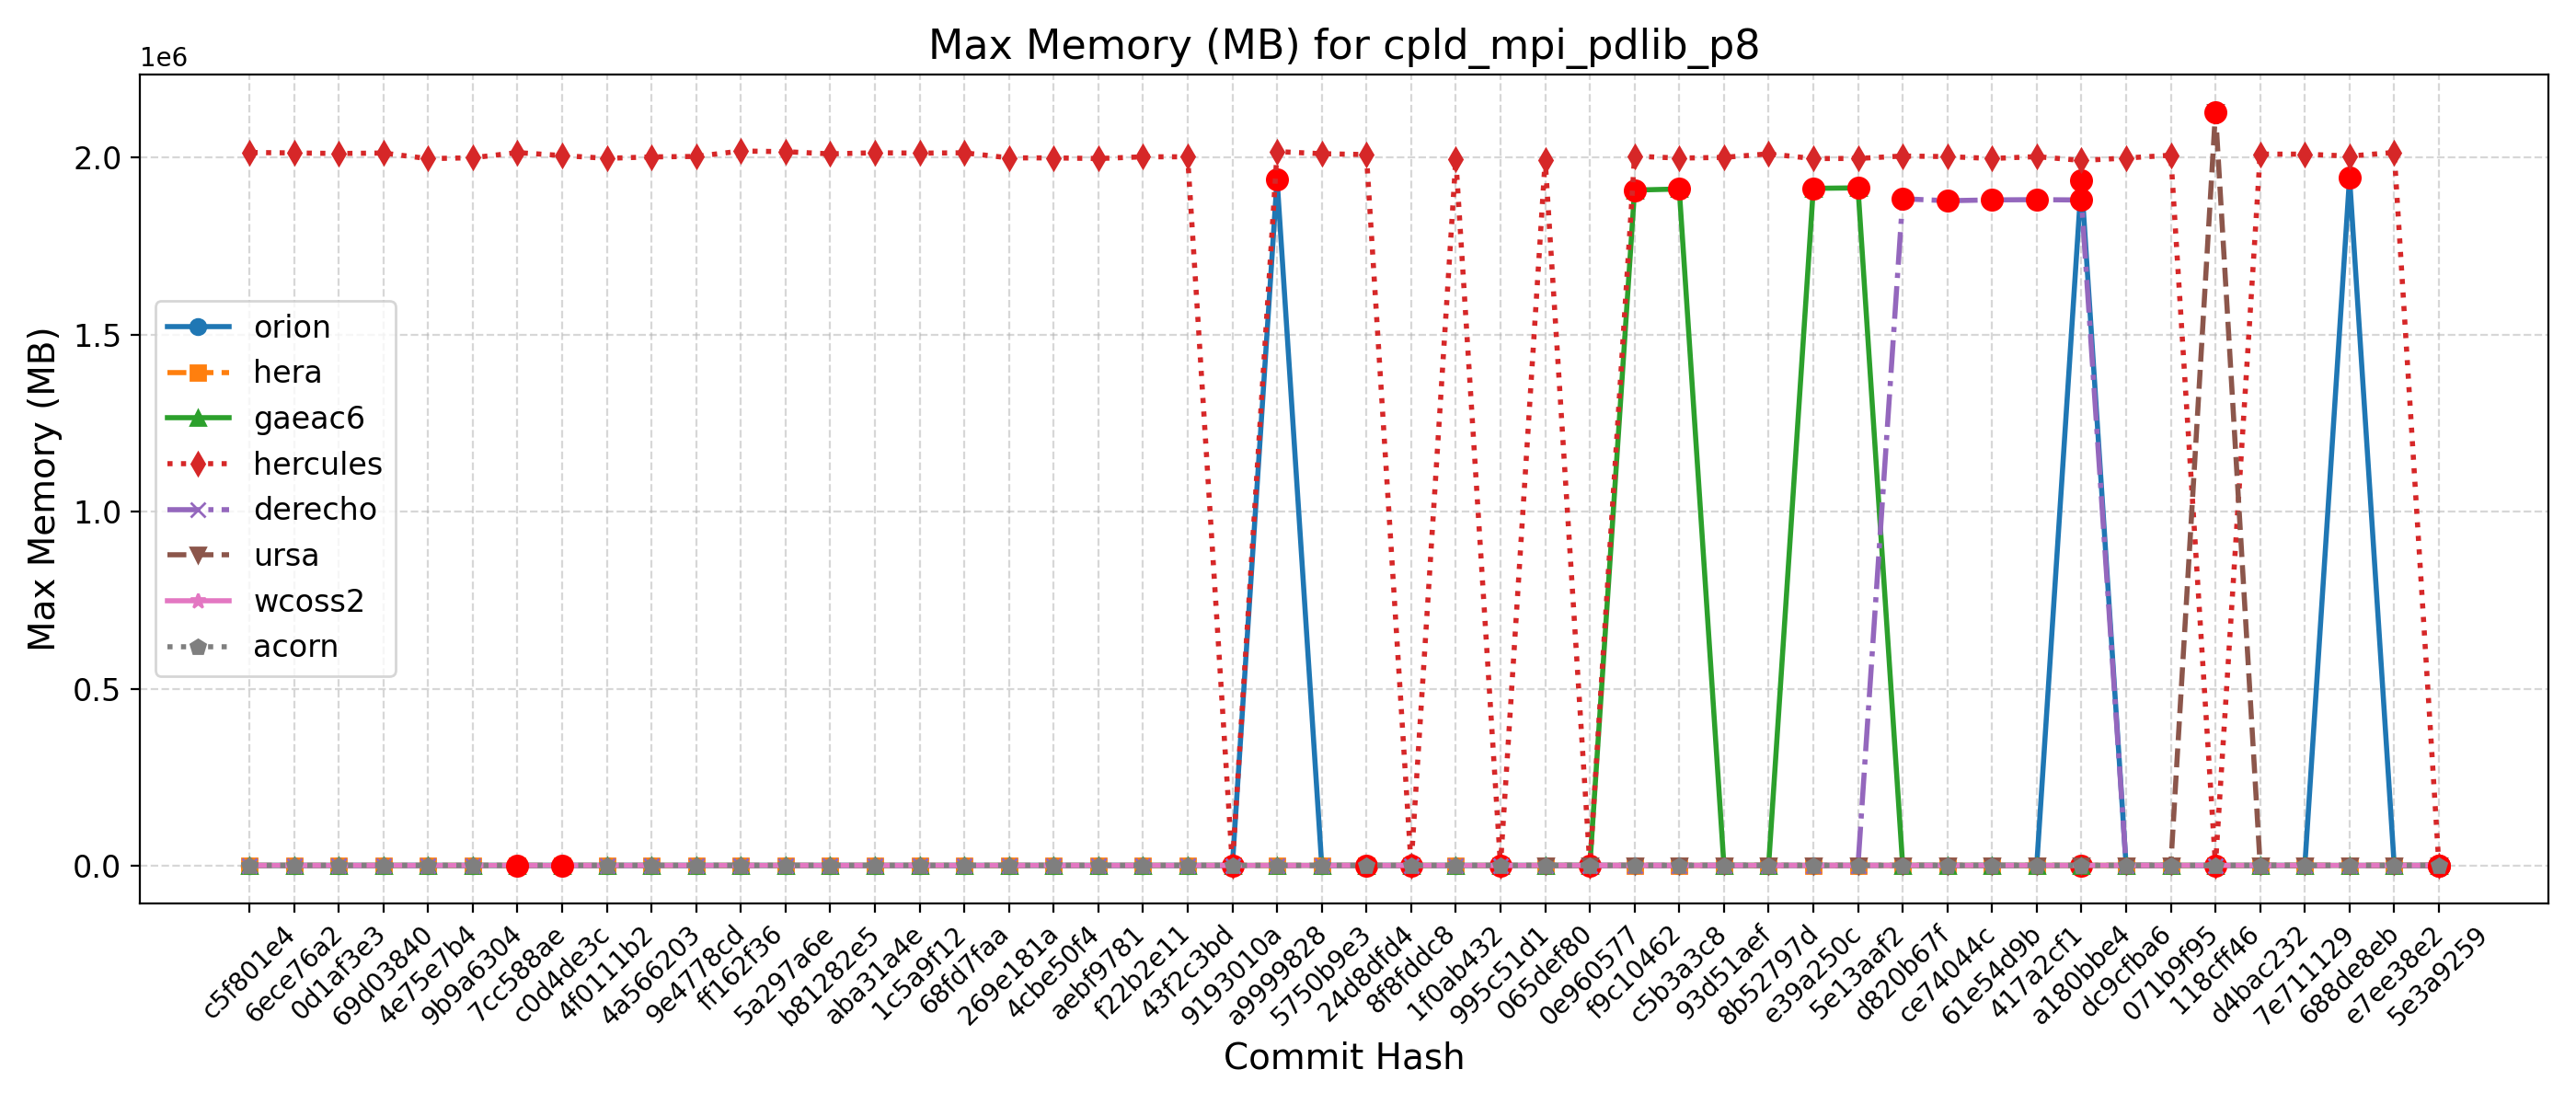 Max Memory (MB) for cpld_mpi_pdlib_p8
1e6
2.0
1.5
1.0
0.5
0.0
Max Memory (MB)
orion
hera
gaeac6
hercules
derecho
ursa
wcoss2
acorn
c5f801e4
6ece76a2
0d1af3e3
69d03840
4e75e7b4
9b9a6304
7cc588ae
c0d4de3c
4f0111b2
4a566203
9e4778cd
ff162f36
5a297a6e
b81282e5
aba31a4e
1c5a9f12
68fd7faa
269e181a
4cbe50f4
aebf9781
f22b2e11
43f2c3bd
9193010a
a9999828
5750b9e3
24d8dfd4
8f8fddc8
1f0ab432
995c51d1
065def80
0e960577
f9c10462
c5b3a3c8
93d51aef
8b52797d
e39a250c
5e13aaf2
d820b67f
ce74044c
61e54d9b
417a2cf1
a180bbe4
dc9cfba6
071b9f95
118cff46
d4bac232
7e711129
688de8eb
e7ee38e2
5e3a9259
Commit Hash